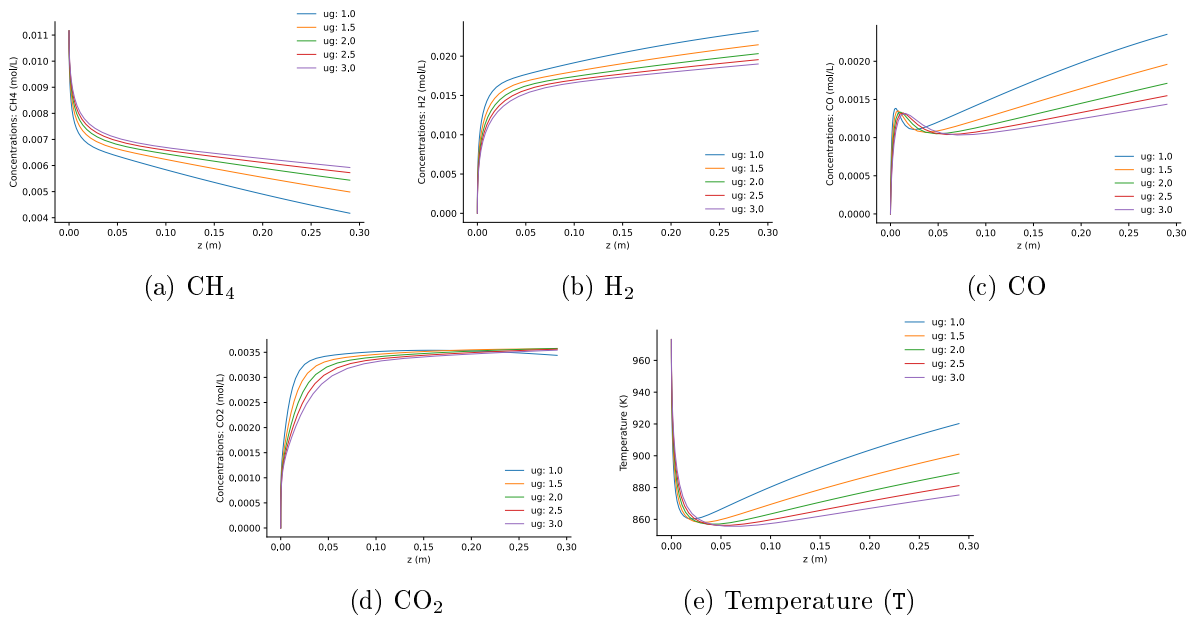 ug: 1.0
ug: 1.5
ug: 2.0
ug: 2.5
ug: 3.0
0.011
0.010
0.009
0.008
0.007
0.006
0.005
0.004
Concentrations: CH4 (mol/L)
0.00 0.05 0.10 0.15 0.20 0.25 0.30
z (m)
(a) CH₄
0.020
0.015
0.010
0.005
0.000
Concentrations: H2 (mol/L)
ug: 1.0
ug: 1.5
ug: 2.0
ug: 2.5
ug: 3.0
0.00 0.05 0.10 0.15 0.20 0.25 0.30
z (m)
(b) H₂
0.0020
0.0015
0.0010
0.0005
0.0000
Concentrations: CO (mol/L)
ug: 1.0
ug: 1.5
ug: 2.0
ug: 2.5
ug: 3.0
0.00 0.05 0.10 0.15 0.20 0.25 0.30
z (m)
(c) CO
0.0035
0.0030
0.0025
0.0020
0.0015
0.0010
0.0005
0.0000
Concentrations: CO2 (mol/L)
ug: 1.0
ug: 1.5
ug: 2.0
ug: 2.5
ug: 3.0
0.00 0.05 0.10 0.15 0.20 0.25 0.30
z (m)
(d) CO₂
ug: 1.0
ug: 1.5
ug: 2.0
ug: 2.5
ug: 3.0
960
940
920
900
880
860
Temperature (K)
0.00 0.05 0.10 0.15 0.20 0.25 0.30
z (m)
(e) Temperature (T)